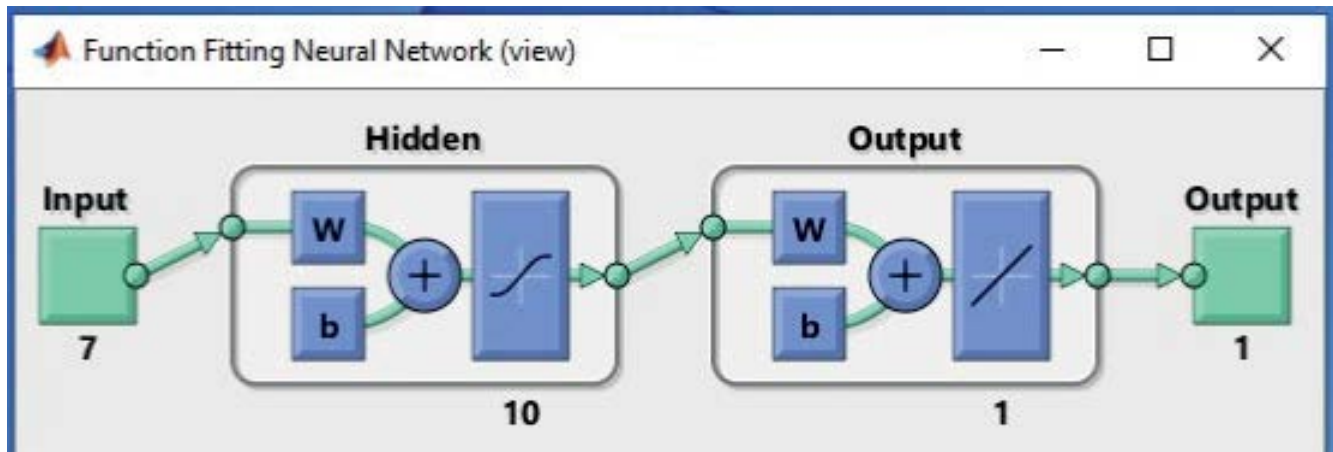 Function Fitting Neural Network (view)
Hidden
Output
Input
Output
W
W
b
b
7
1
10
1